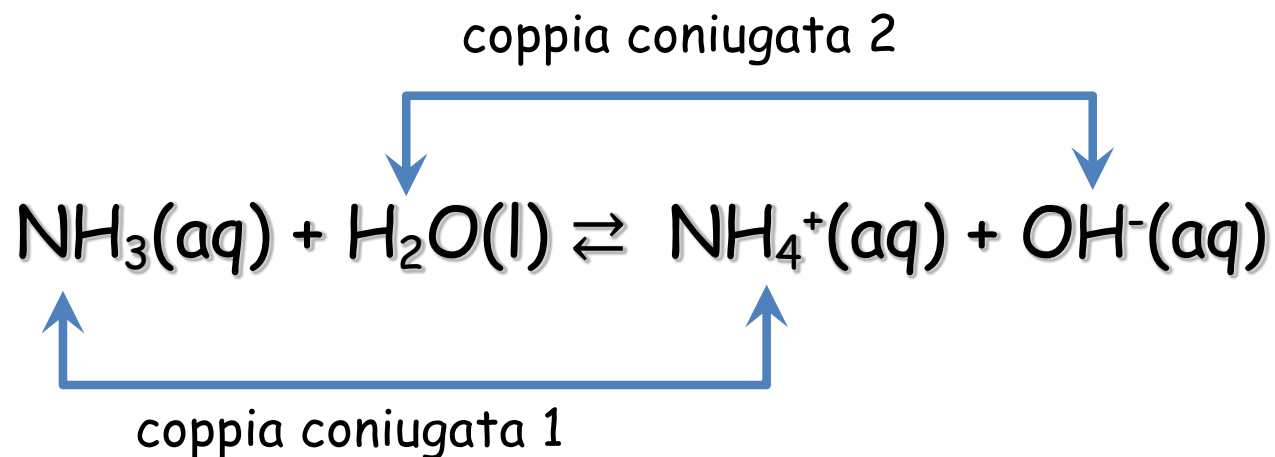 coppia coniugata 2
NH₃(aq) + H₂O(l) ⇄ NH₄⁺(aq) + OH⁻(aq)
coppia coniugata 1